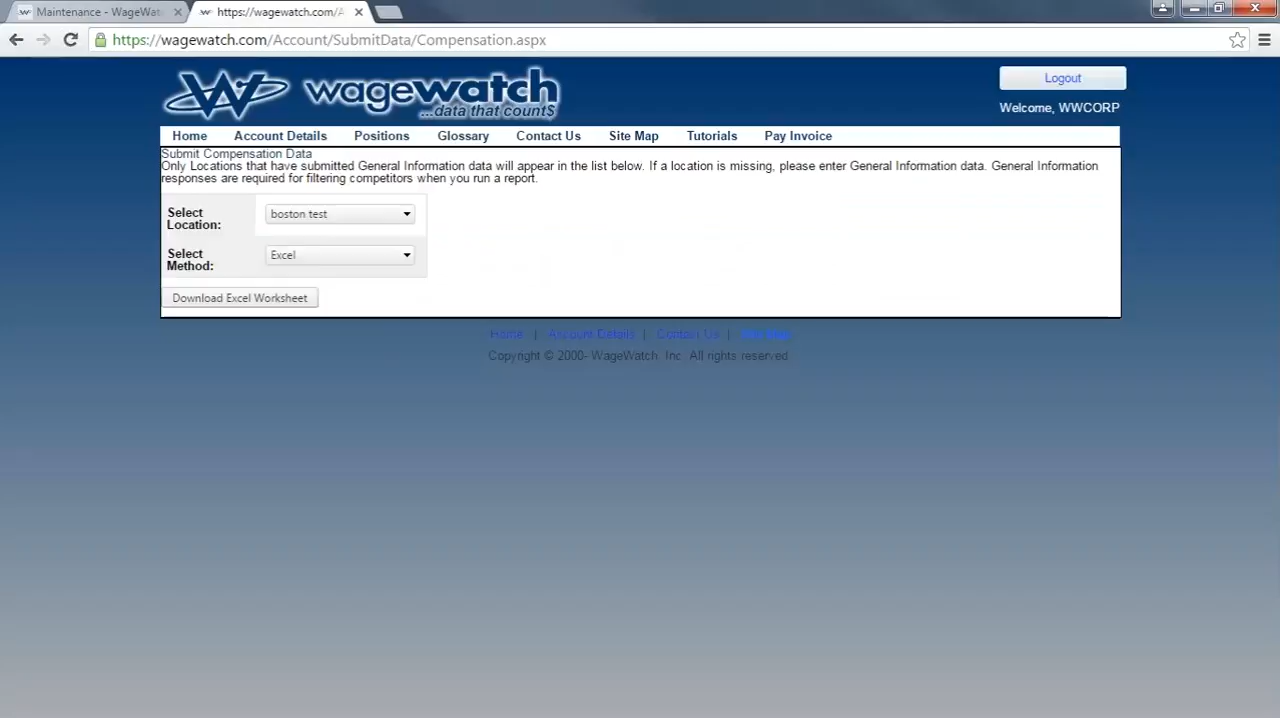 Maintenance - WageWat
https://wagewatch.com/A
https://wagewatch.com/Account/SubmitData/Compensation.aspx
W wagewatch
...data that count$
Logout
Welcome, WWCORP
Home Account Details Positions Glossary Contact Us Site Map Tutorials Pay Invoice
Submit Compensation Data
Only Locations that have submitted General Information data will appear in the list below. If a location is missing, please enter General Information data. General Information
responses are required for filtering competitors when you run a report.
Select
Location:
boston test
Select
Method:
Excel
Download Excel Worksheet
Home | Account Details | Contact Us | Site Map
Copyright © 2000- WageWatch, Inc. All rights reserved.